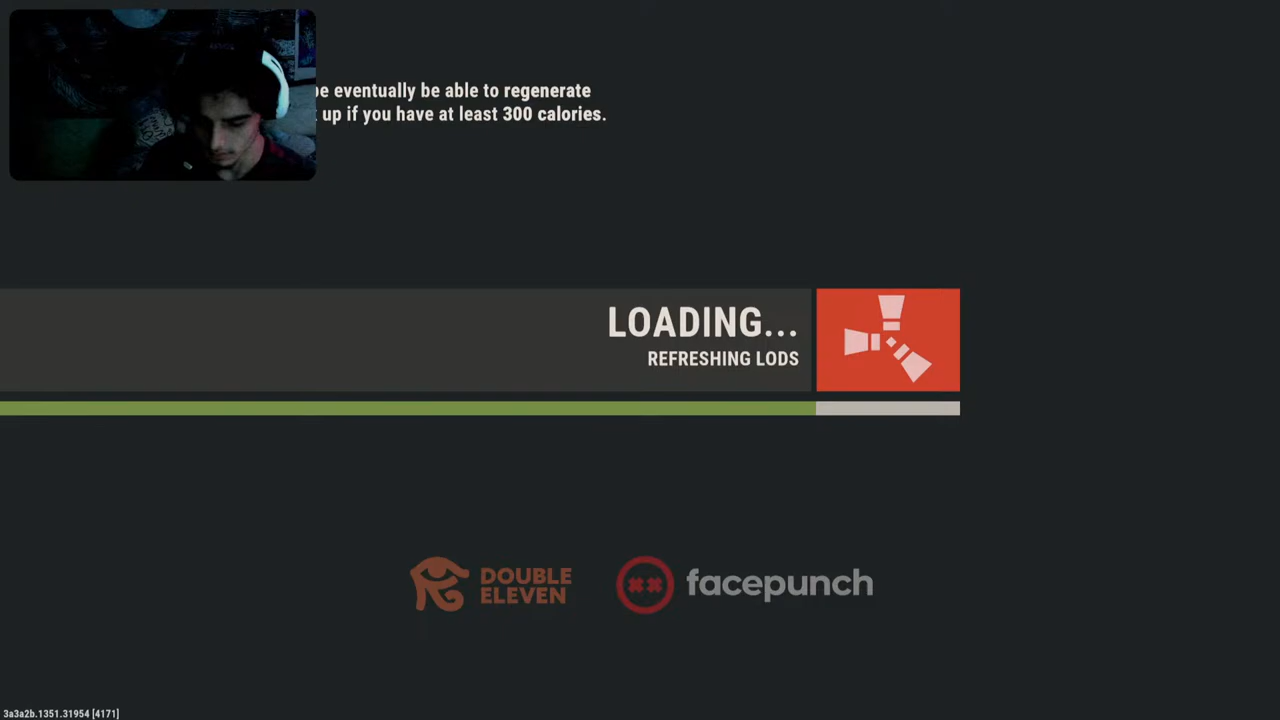 be eventually be able to regenerate
up if you have at least 300 calories.
LOADING...
REFRESHING LODS
DOUBLE
ELEVEN
facepunch
3a3a2b.1351.31954 [4171]